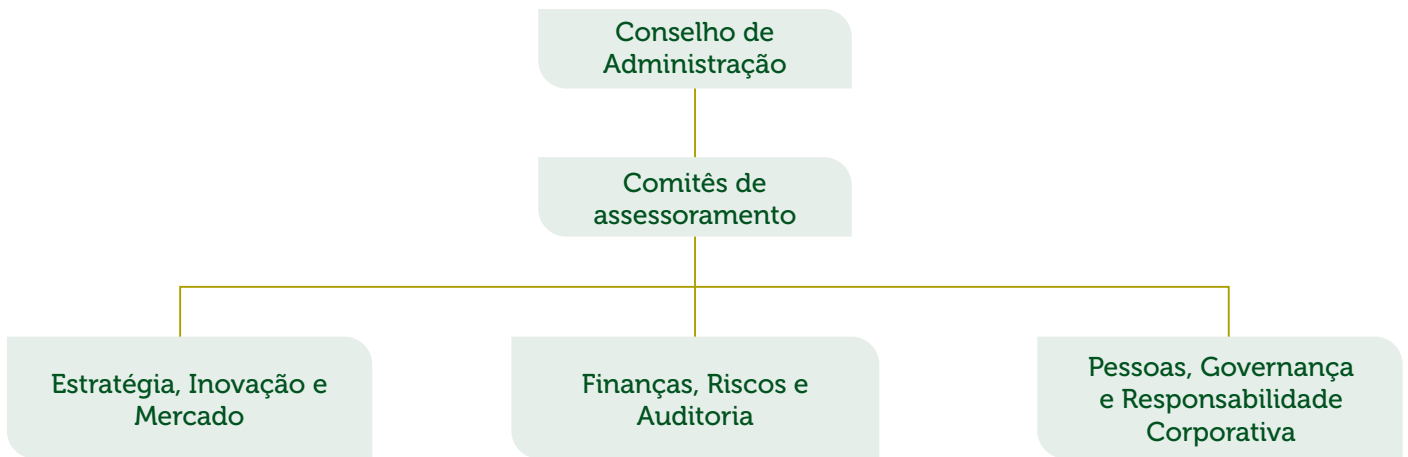 Conselho de
Administração
Comitês de
assessoramento
Estratégia, Inovação e
Mercado
Finanças, Riscos e
Auditoria
Pessoas, Governança
e Responsabilidade
Corporativa